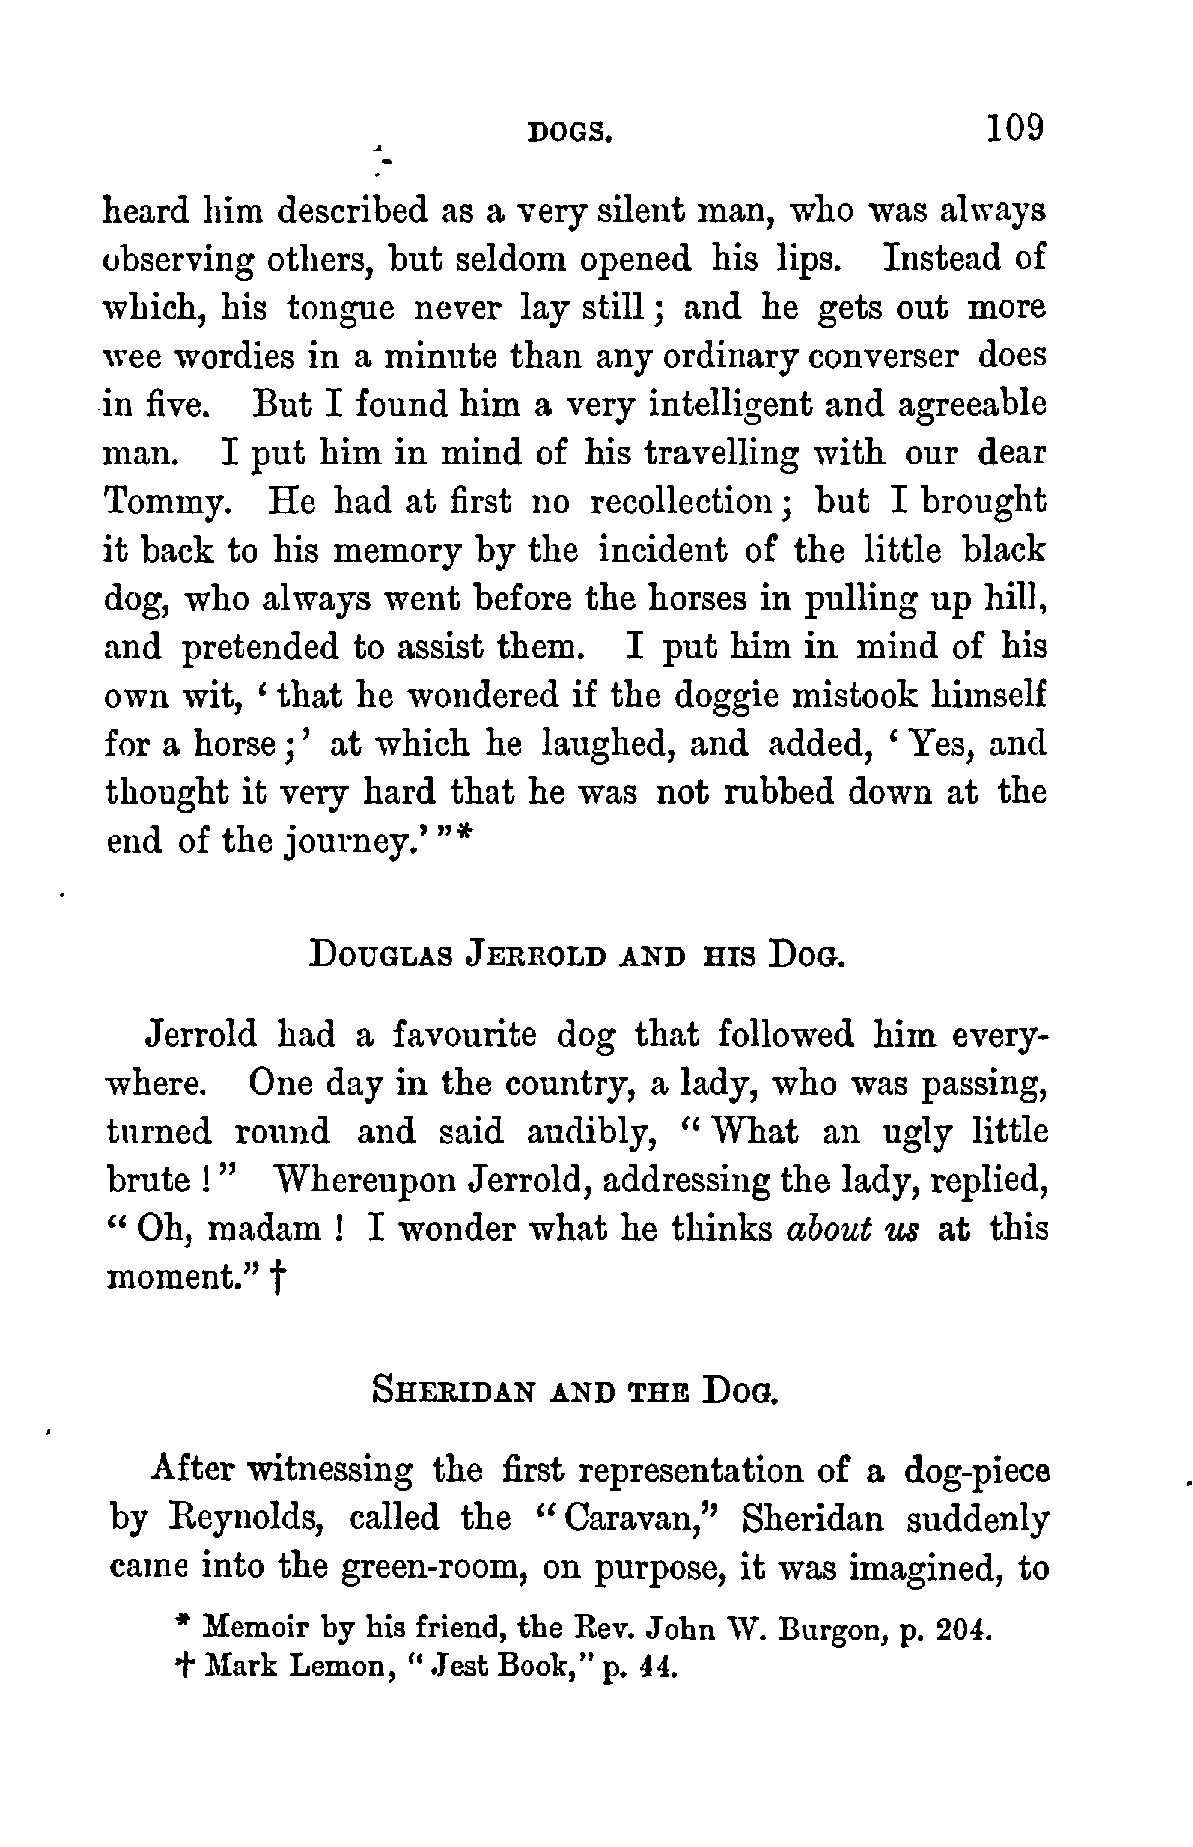 DOGS. 109
heard him described as a very silent man, who was always
observing others, but seldom opened his lips. Instead of
which, his tongue never lay still; and he gets out more
wee wordies in a minute than any ordinary converser does
in five. But I found him a very intelligent and agreeable
man. I put him in mind of his travelling with our dear
Tommy. He had at first no recollection; but I brought
it back to his memory by the incident of the little black
dog, who always went before the horses in pulling up hill,
and pretended to assist them. I put him in mind of his
own wit, ‘that he wondered if the doggie mistook himself
for a horse;’ at which he laughed, and added, ‘Yes, and
thought it very hard that he was not rubbed down at the
end of the journey.’”*
DOUGLAS JERROLD AND HIS DOG.
Jerrold had a favourite dog that followed him every-
where. One day in the country, a lady, who was passing,
turned round and said audibly, “What an ugly little
brute!” Whereupon Jerrold, addressing the lady, replied,
“Oh, madam! I wonder what he thinks about us at this
moment.”†
SHERIDAN AND THE DOG.
After witnessing the first representation of a dog-piece
by Reynolds, called the “Caravan,” Sheridan suddenly
came into the green-room, on purpose, it was imagined, to
* Memoir by his friend, the Rev. John W. Burgon, p. 204.
† Mark Lemon, “Jest Book,” p. 44.